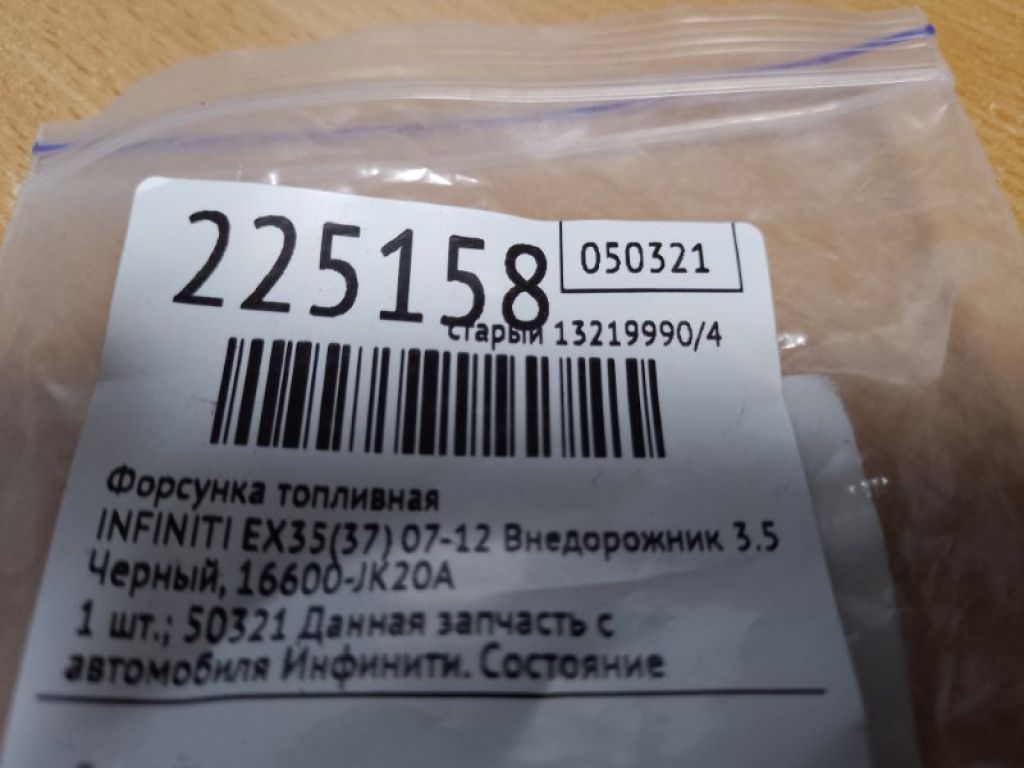 225158
050321
старый 13219990/4
Форсунка топливная
INFINITI EX35(37) 07-12 Внедорожник 3.5
Черный, 16600-JK20A
1 шт.; 50321 Данная запчасть с
автомобиля Инфинити. Состояние